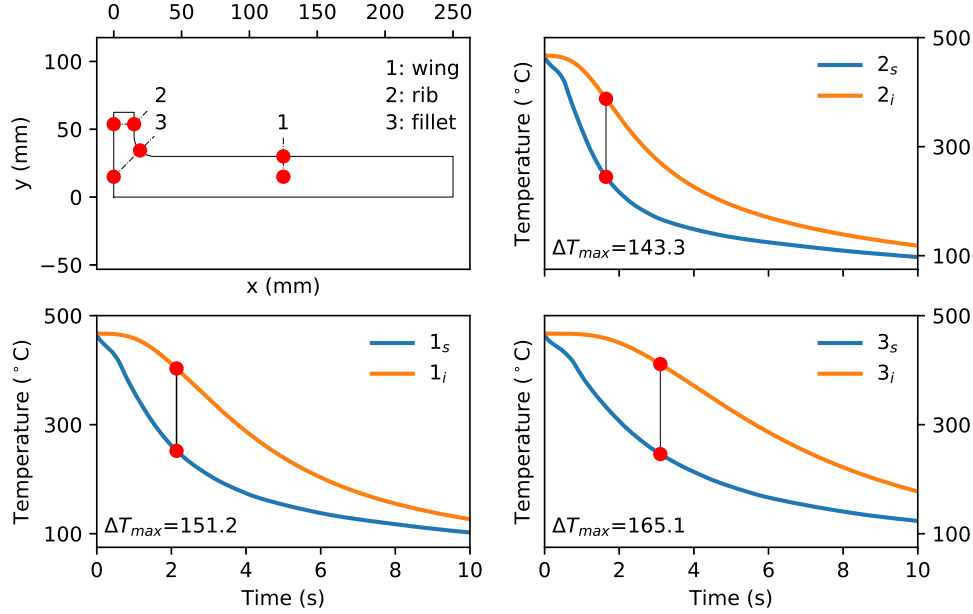 0 50 100 150 200 250
100
50
0
−50
y (mm)
x (mm)
1: wing
2: rib
3: fillet
2
3
1
500
300
100
Temperature (°C)
2s
2i
ΔTmax=143.3
500
300
100
Temperature (°C)
1s
1i
ΔTmax=151.2
0 2 4 6 8 10
Time (s)
500
300
100
Temperature (°C)
3s
3i
ΔTmax=165.1
0 2 4 6 8 10
Time (s)